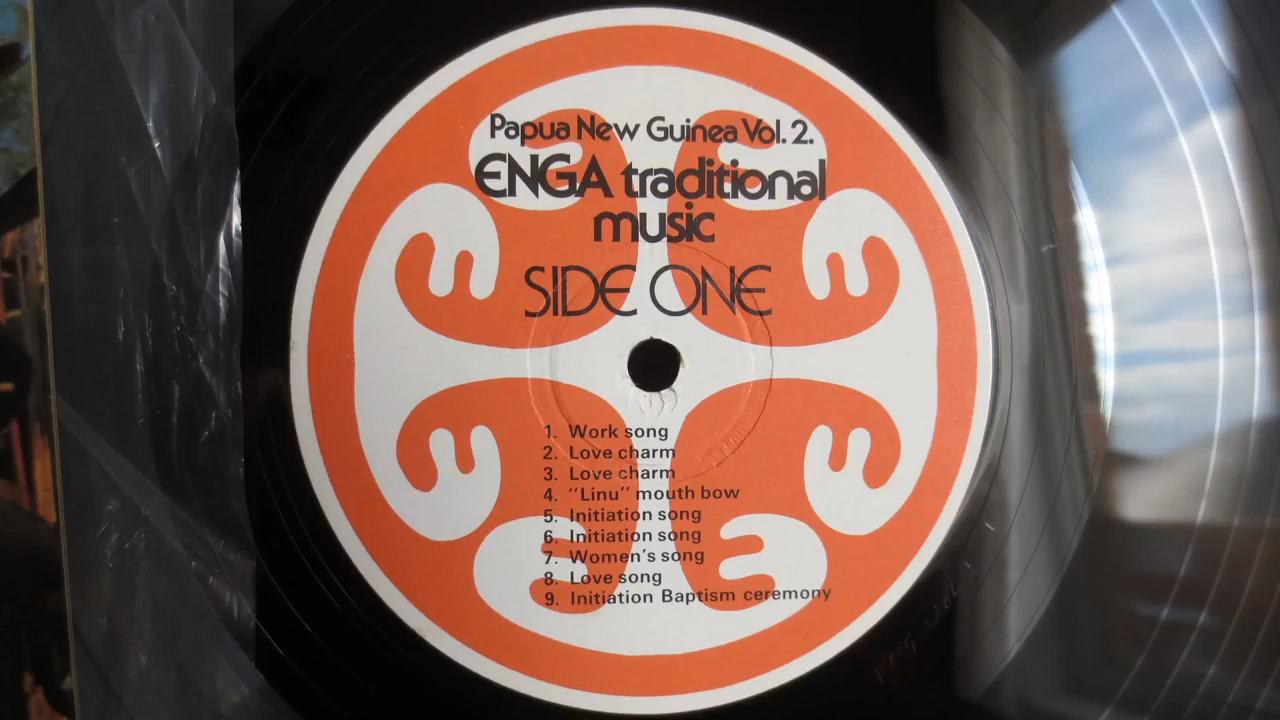 Papua New Guinea Vol. 2.
ENGA traditional
music
SIDE ONE
1. Work song
2. Love charm
3. Love charm
4. "Linu" mouth bow
5. Initiation song
6. Initiation song
7. Women's song
8. Love song
9. Initiation Baptism ceremony